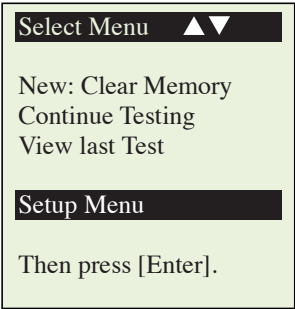 Select Menu ▲▼
New: Clear Memory
Continue Testing
View last Test
Setup Menu
Then press [Enter].